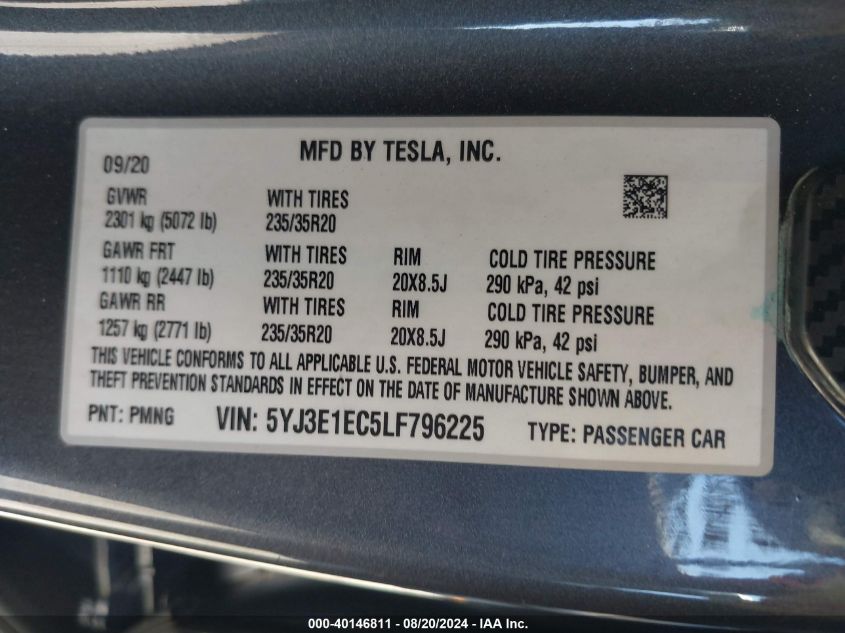 MFD BY TESLA, INC.
09/20
GVWR WITH TIRES
2301 kg (5072 lb) 235/35R20
GAWR FRT WITH TIRES RIM COLD TIRE PRESSURE
1110 kg (2447 lb) 235/35R20 20X8.5J 290 kPa, 42 psi
GAWR RR WITH TIRES RIM COLD TIRE PRESSURE
1257 kg (2771 lb) 235/35R20 20X8.5J 290 kPa, 42 psi
THIS VEHICLE CONFORMS TO ALL APPLICABLE U.S. FEDERAL MOTOR VEHICLE SAFETY, BUMPER, AND
THEFT PREVENTION STANDARDS IN EFFECT ON THE DATE OF MANUFACTURE SHOWN ABOVE.
PNT: PMNG VIN: 5YJ3E1EC5LF796225 TYPE: PASSENGER CAR
000-40146811 - 08/20/2024 - IAA Inc.